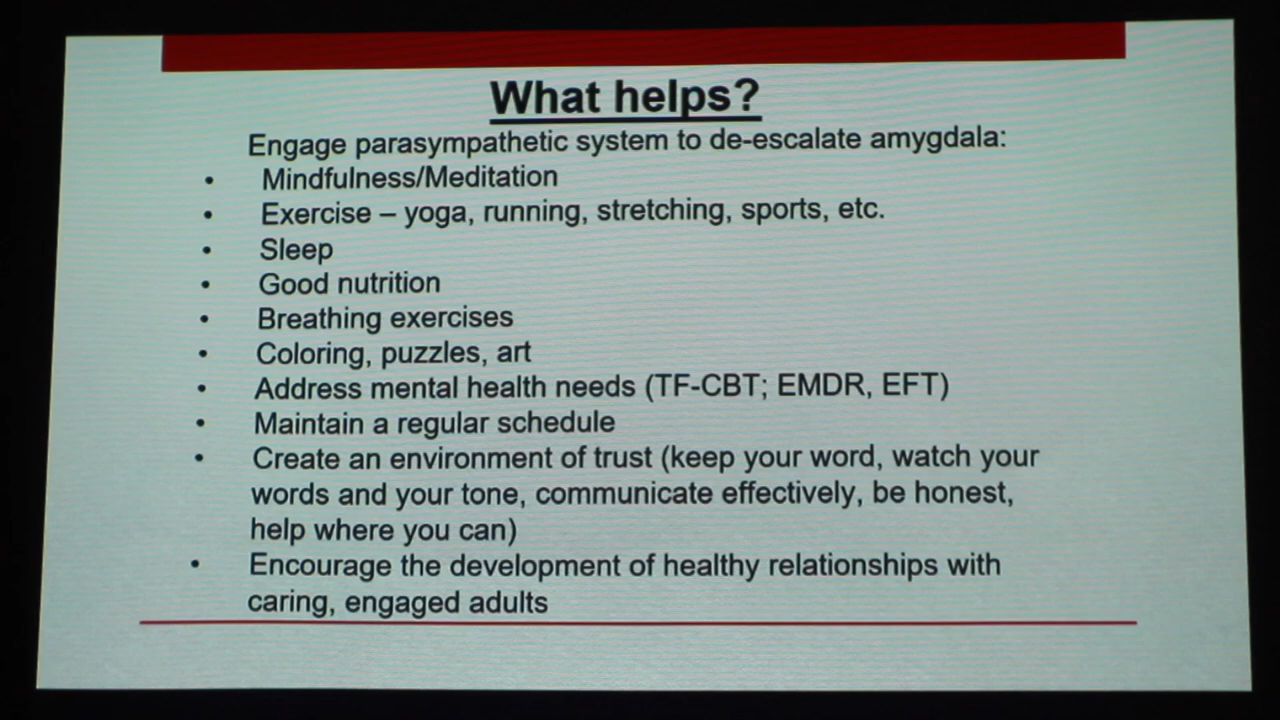 What helps?
Engage parasympathetic system to de-escalate amygdala:
• Mindfulness/Meditation
• Exercise – yoga, running, stretching, sports, etc.
• Sleep
• Good nutrition
• Breathing exercises
• Coloring, puzzles, art
• Address mental health needs (TF-CBT; EMDR, EFT)
• Maintain a regular schedule
• Create an environment of trust (keep your word, watch your
words and your tone, communicate effectively, be honest,
help where you can)
• Encourage the development of healthy relationships with
caring, engaged adults